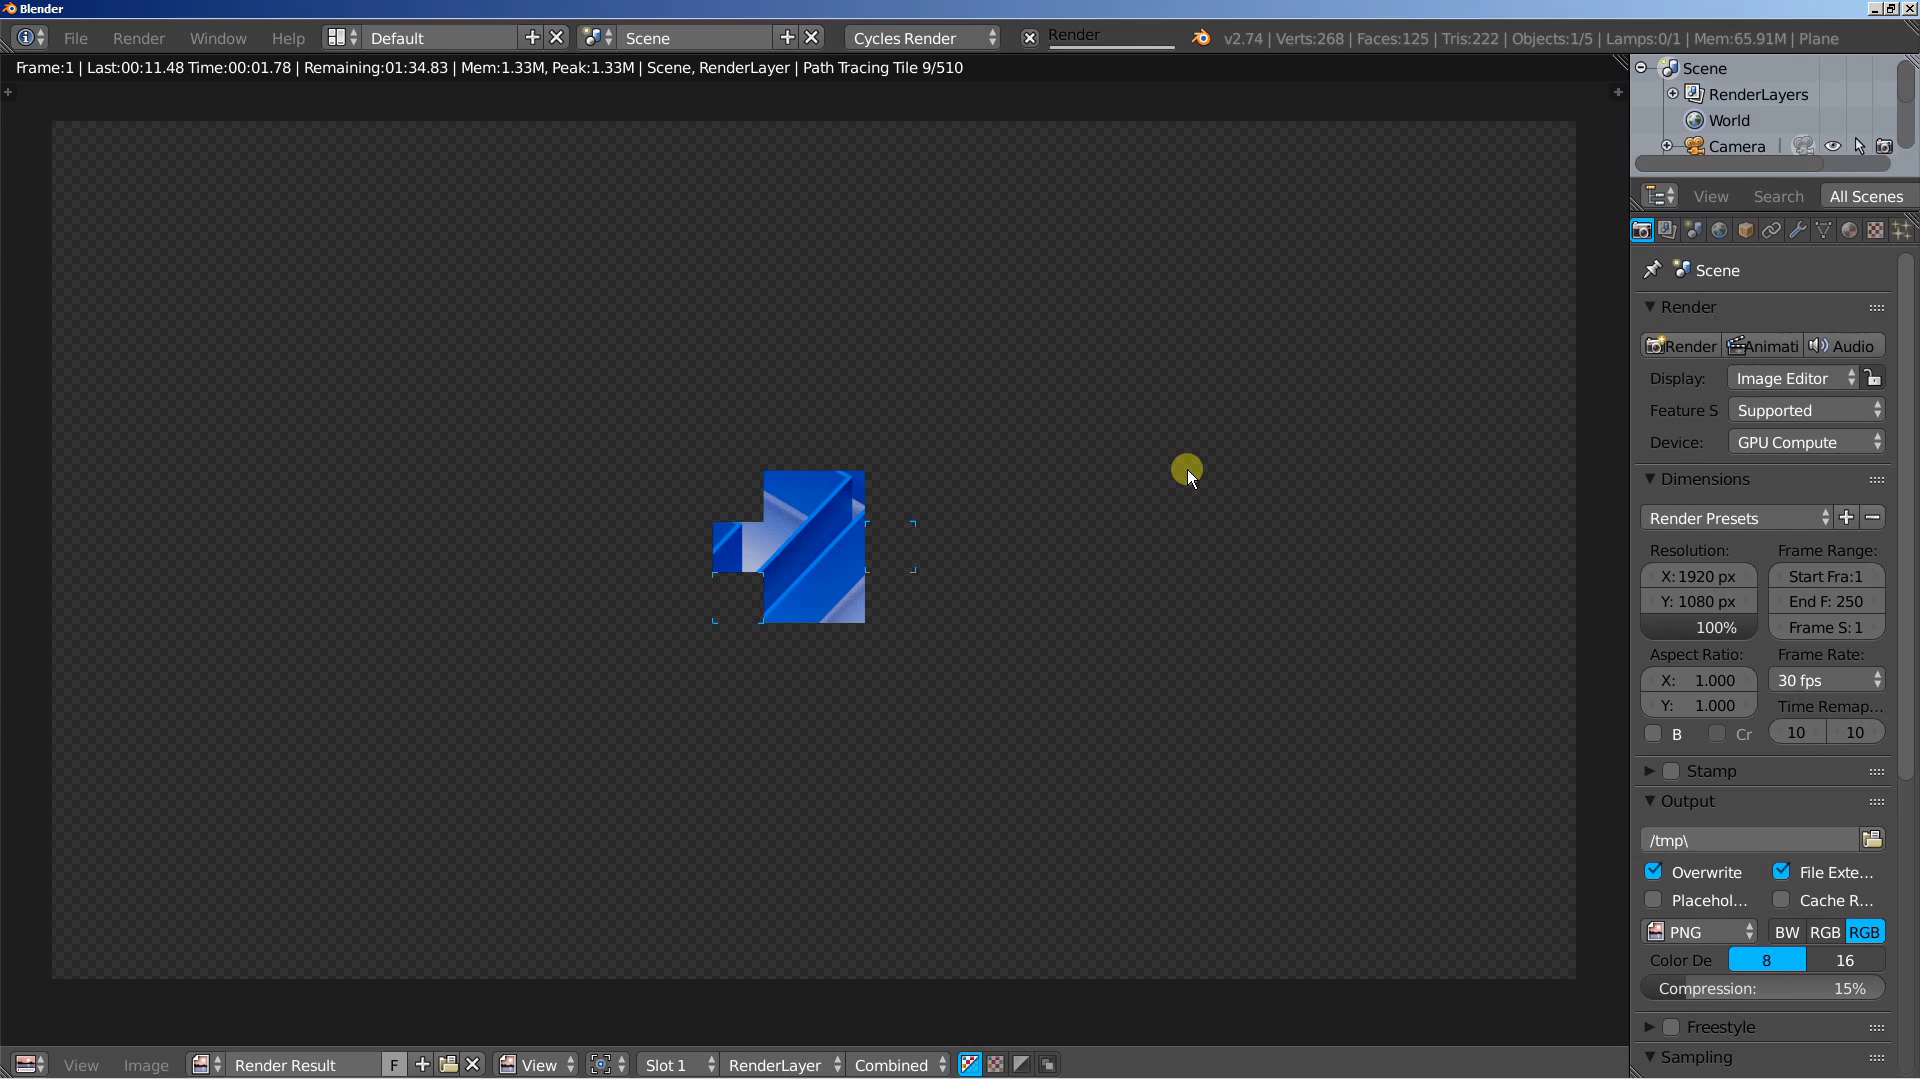 Blender
File Render Window Help Default Scene Cycles Render Render v2.74 | Verts:268 | Faces:125 | Tris:222 | Objects:1/5 | Lamps:0/1 | Mem:65.91M | Plane
Frame:1 | Last:00:11.48 Time:00:01.78 | Remaining:01:34.83 | Mem:1.33M, Peak:1.33M | Scene, RenderLayer | Path Tracing Tile 9/510
Scene
RenderLayers
World
Camera
View Search All Scenes
Scene
Render
Render Animati Audio
Display: Image Editor
Feature S Supported
Device: GPU Compute
Dimensions
Render Presets
Resolution: Frame Range:
X: 1920 px Start Fra:1
Y: 1080 px End F: 250
100% Frame S: 1
Aspect Ratio: Frame Rate:
X: 1.000 30 fps
Y: 1.000 Time Remap...
B Cr 10 10
Stamp
Output
/tmp\
Overwrite File Exte...
Placehol... Cache R...
PNG BW RGB RGB
Color De 8 16
Compression: 15%
Freestyle
Sampling
View Image Render Result F View Slot 1 RenderLayer Combined